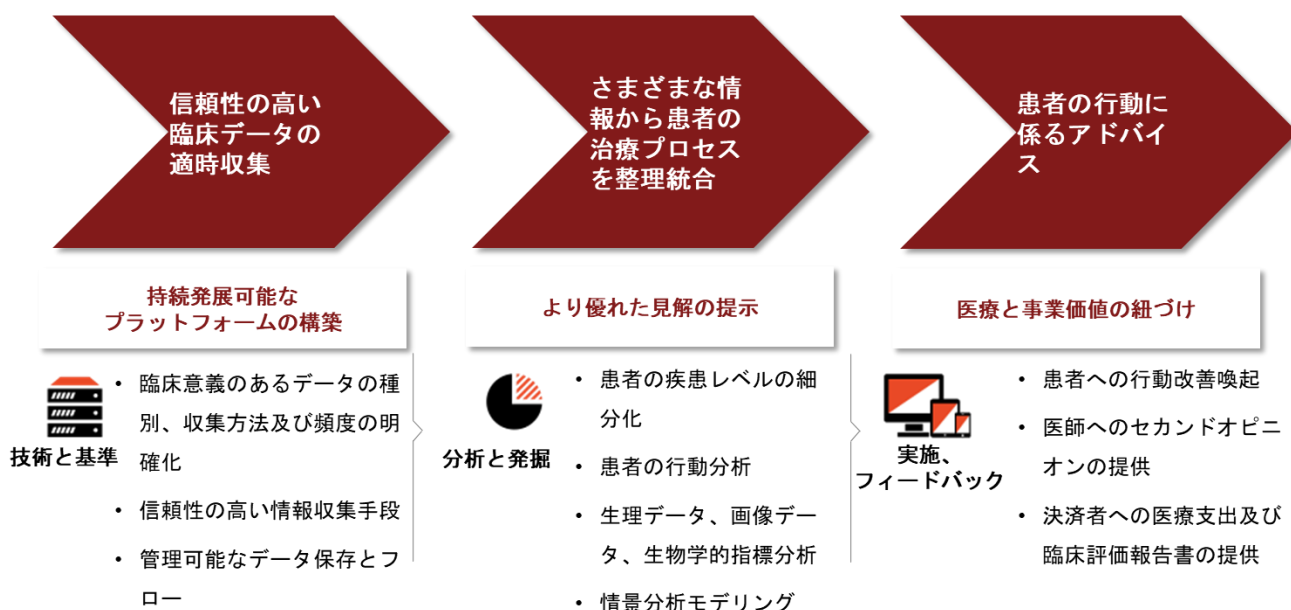 信頼性の高い
臨床データの
適時収集
さまざまな情
報から患者の
治療プロセス
を整理統合
患者の行動に
係るアドバイ
ス
持続発展可能な
プラットフォームの構築
より優れた見解の提示
医療と事業価値の紐づけ
技術と基準
• 臨床意義のあるデータの種
別、収集方法及び頻度の明
確化
• 信頼性の高い情報収集手段
• 管理可能なデータ保存とフ
ロー
分析と発掘
• 患者の疾患レベルの細
分化
• 患者の行動分析
• 生理データ、画像デー
タ、生物学的指標分析
• 情景分析モデリング
実施、
フィードバック
• 患者への行動改善喚起
• 医師へのセカンドオピニ
オンの提供
• 決済者への医療支出及び
臨床評価報告書の提供